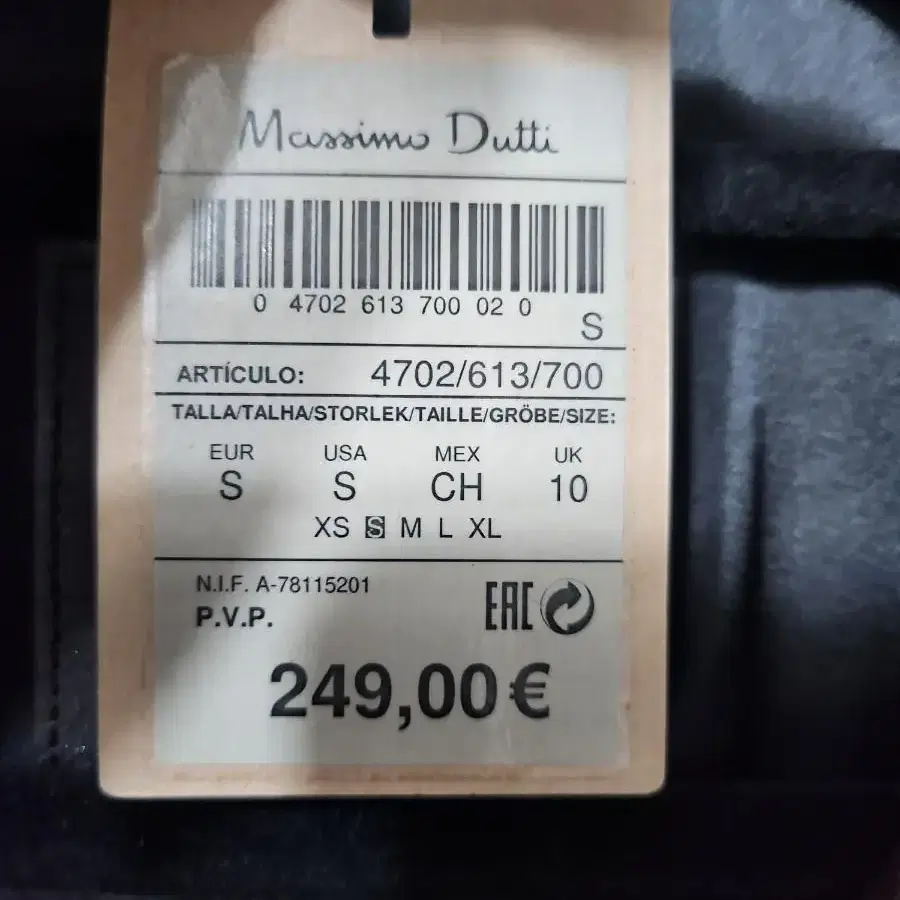 Massimo Dutti
0 4702 613 700 02 0
S
ARTÍCULO: 4702/613/700
TALLA/TALHA/STORLEK/TAILLE/GRÖBE/SIZE:
EUR USA MEX UK
S S CH 10
XS S M L XL
N.I.F. A-78115201
P.V.P. EAC
249,00€